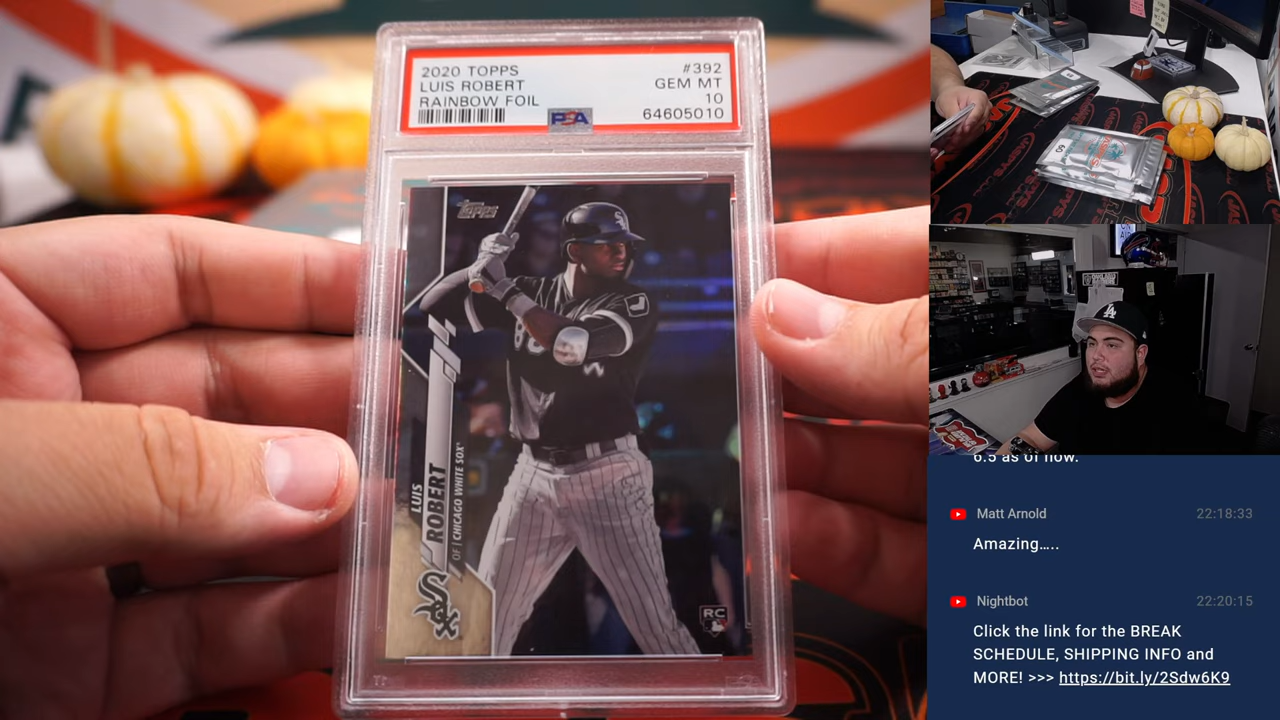 2020 TOPPS
#392
LUIS ROBERT
GEM MT
RAINBOW FOIL
10
PSA
64605010
Topps
LUIS
ROBERT
OF | CHICAGO WHITE SOX
RC
LA
09
6.5 as of now.
Matt Arnold
22:18:33
Amazing.....
Nightbot
22:20:15
Click the link for the BREAK
SCHEDULE, SHIPPING INFO and
MORE! >>> https://bit.ly/2Sdw6K9